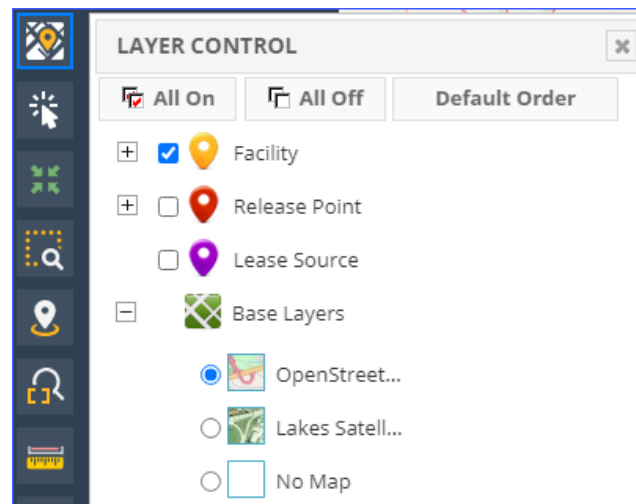 LAYER CONTROL
All On All Off Default Order
Facility
Release Point
Lease Source
Base Layers
OpenStreet...
Lakes Satell...
No Map